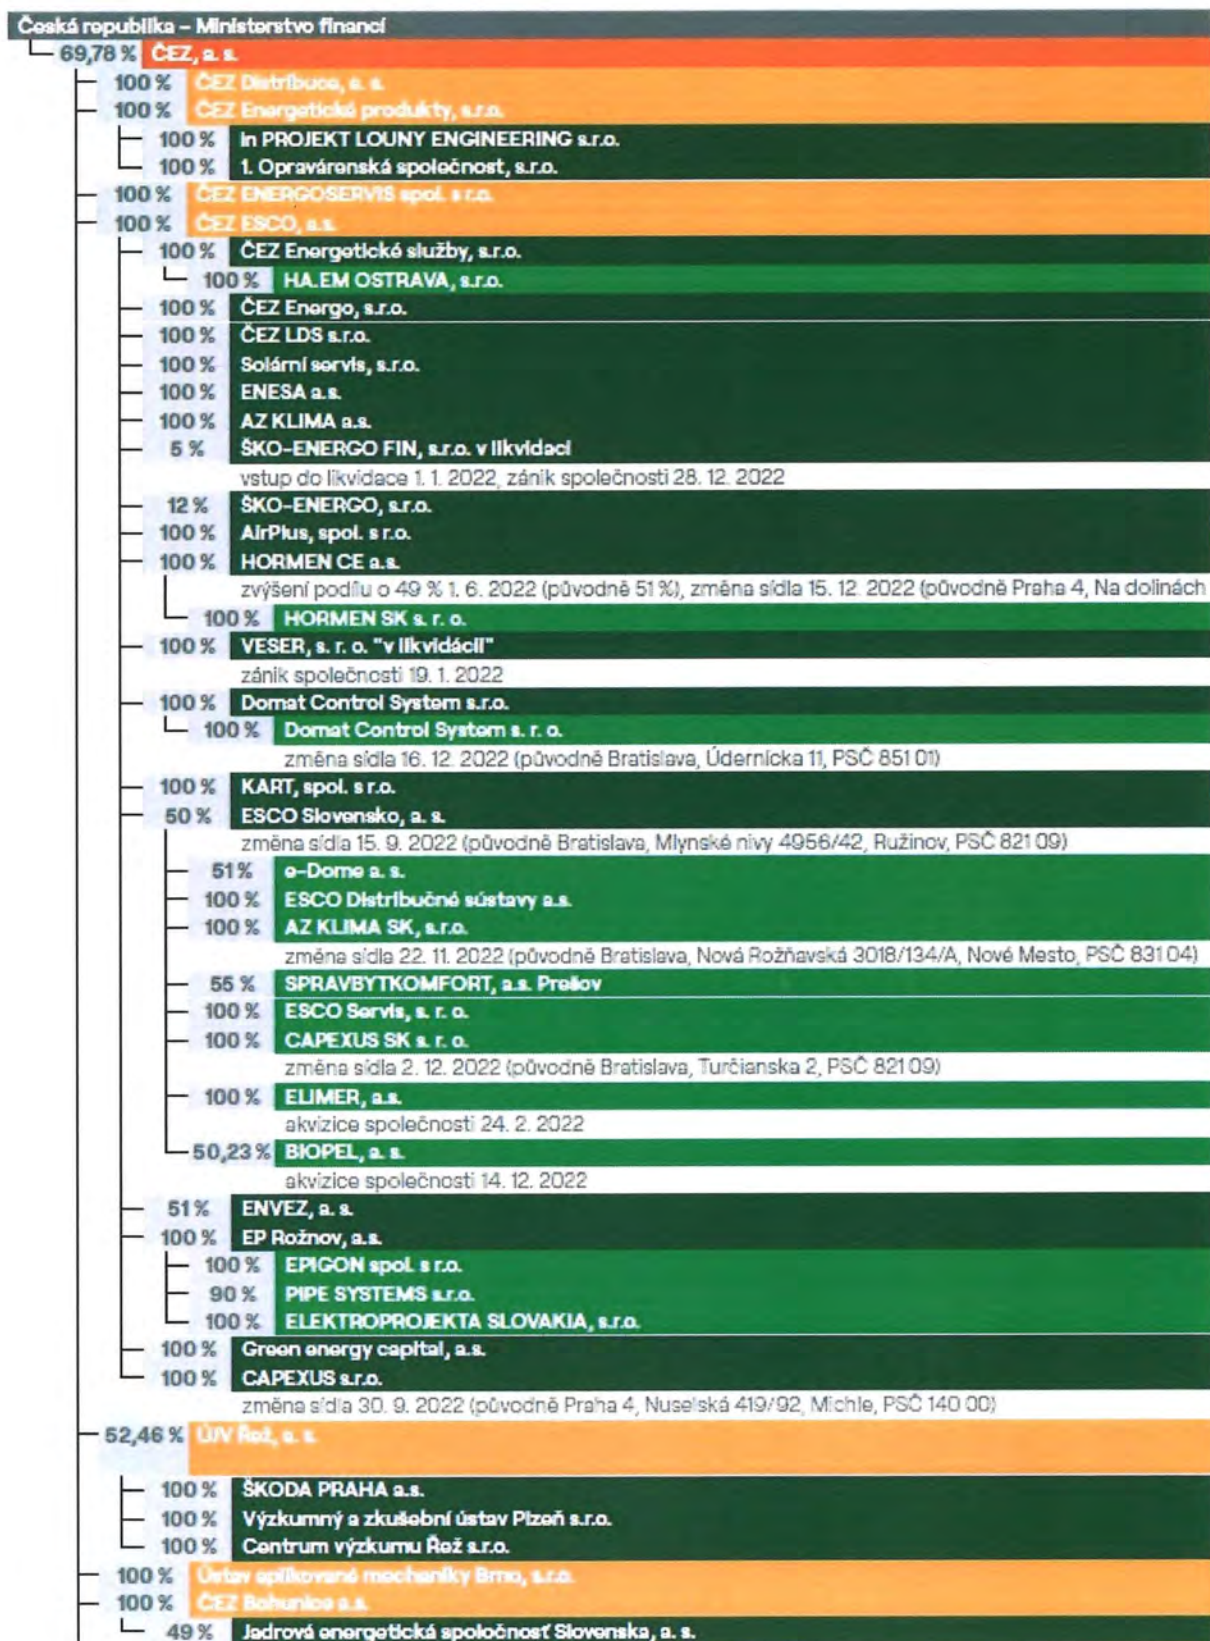 Česká republika – Ministerstvo financí
69,78 % ČEZ, a. s.
100 % ČEZ Distribuce, a. s.
100 % ČEZ Energetické produkty, s.r.o.
100 % In PROJEKT LOUNY ENGINEERING s.r.o.
100 % 1. Opravárenská společnost, s.r.o.
100 % ČEZ ENERGOSERVIS spol. s r.o.
100 % ČEZ ESCO, a.s.
100 % ČEZ Energetické služby, s.r.o.
100 % HA.EM OSTRAVA, s.r.o.
100 % ČEZ Energo, s.r.o.
100 % ČEZ LDS s.r.o.
100 % Solární servis, s.r.o.
100 % ENESA a.s.
100 % AZ KLIMA a.s.
5 % ŠKO-ENERGO FIN, s.r.o. v likvidaci
vstup do likvidace 1. 1. 2022, zánik společnosti 28. 12. 2022
12 % ŠKO-ENERGO, s.r.o.
100 % AirPlus, spol. s r.o.
100 % HORMEN CE a.s.
zvýšení podílu o 49 % 1. 6. 2022 (původně 51 %), změna sídla 15. 12. 2022 (původně Praha 4, Na dolinách
100 % HORMEN SK s. r. o.
100 % VESER, s. r. o. "v likvidácii"
zánik společnosti 19. 1. 2022
100 % Domat Control System s.r.o.
100 % Domat Control System s. r. o.
změna sídla 16. 12. 2022 (původně Bratislava, Údernícka 11, PSČ 851 01)
100 % KART, spol. s r.o.
50 % ESCO Slovensko, a. s.
změna sídla 15. 9. 2022 (původně Bratislava, Mlynské nivy 4956/42, Ružinov, PSČ 821 09)
51 % e-Dome a. s.
100 % ESCO Distribučné sústavy a.s.
100 % AZ KLIMA SK, s.r.o.
změna sídla 22. 11. 2022 (původně Bratislava, Nová Rožňavská 3018/134/A, Nové Mesto, PSČ 831 04)
55 % SPRAVBYTKOMFORT, a.s. Prešov
100 % ESCO Servis, s. r. o.
100 % CAPEXUS SK s. r. o.
změna sídla 2. 12. 2022 (původně Bratislava, Turčianska 2, PSČ 821 09)
100 % ELIMER, a.s.
akvizice společnosti 24. 2. 2022
50,23 % BIOPEL, a. s.
akvizice společnosti 14. 12. 2022
51 % ENVEZ, a. s.
100 % EP Rožnov, a.s.
100 % EPIGON spol. s r.o.
90 % PIPE SYSTEMS s.r.o.
100 % ELEKTROPROJEKTA SLOVAKIA, s.r.o.
100 % Green energy capital, a.s.
100 % CAPEXUS s.r.o.
změna sídla 30. 9. 2022 (původně Praha 4, Nuselská 419/92, Michle, PSČ 140 00)
52,46 % ÚJV Řež, a. s.
100 % ŠKODA PRAHA a.s.
100 % Výzkumný a zkušební ústav Plzeň s.r.o.
100 % Centrum výzkumu Řež s.r.o.
100 % Ústav aplikované mechaniky Brno, s.r.o.
100 % ČEZ Bohunice a.s.
49 % Jadrová energetická spoločnosť Slovenska, a. s.